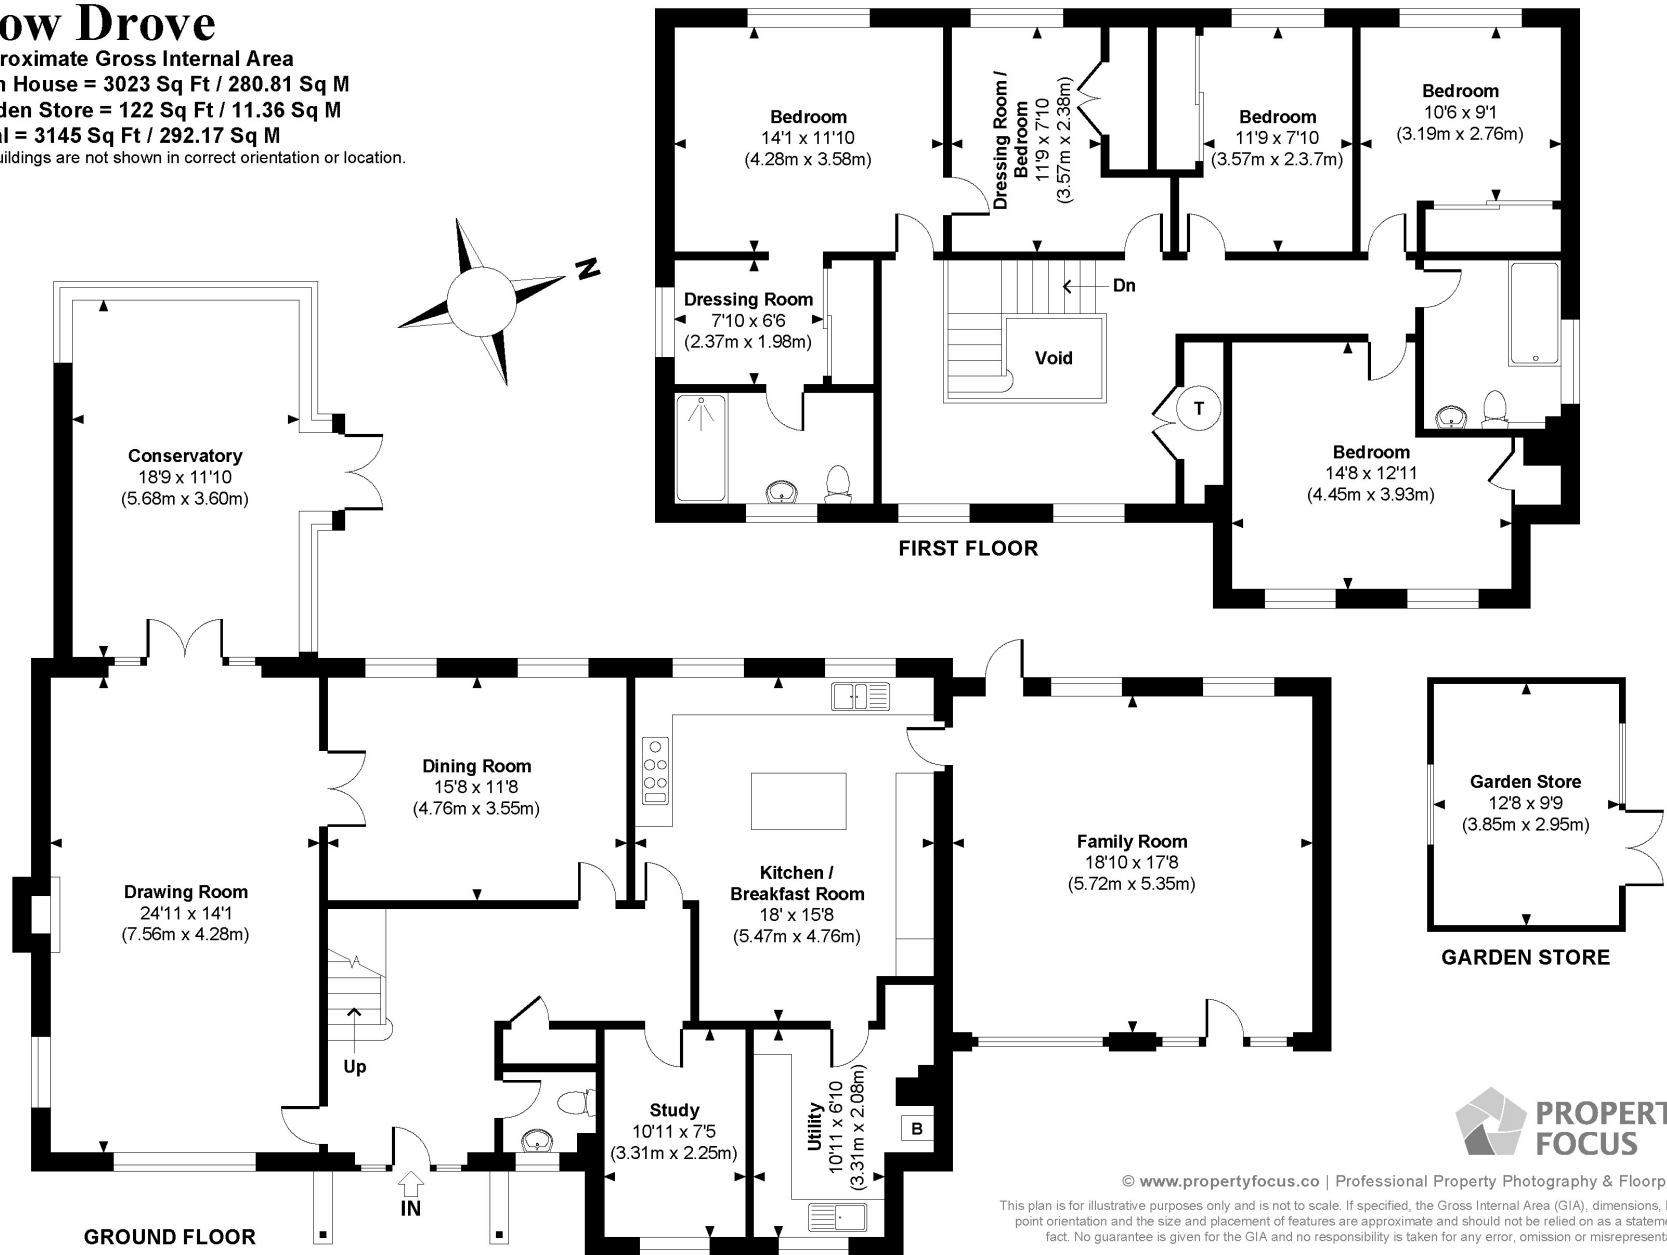 ow Drove
roximate Gross Internal Area
n House = 3023 Sq Ft / 280.81 Sq M
den Store = 122 Sq Ft / 11.36 Sq M
al = 3145 Sq Ft / 292.17 Sq M
uildings are not shown in correct orientation or location.
N
Bedroom
14'1 x 11'10
(4.28m x 3.58m)
Dressing Room /
Bedroom
11'9 x 7'10
(3.57m x 2.38m)
Bedroom
11'9 x 7'10
(3.57m x 2.3.7m)
Bedroom
10'6 x 9'1
(3.19m x 2.76m)
Dressing Room
7'10 x 6'6
(2.37m x 1.98m)
Dn
Void
T
Bedroom
14'8 x 12'11
(4.45m x 3.93m)
FIRST FLOOR
Conservatory
18'9 x 11'10
(5.68m x 3.60m)
Dining Room
15'8 x 11'8
(4.76m x 3.55m)
Drawing Room
24'11 x 14'1
(7.56m x 4.28m)
Kitchen /
Breakfast Room
18' x 15'8
(5.47m x 4.76m)
Family Room
18'10 x 17'8
(5.72m x 5.35m)
Garden Store
12'8 x 9'9
(3.85m x 2.95m)
GARDEN STORE
Up
Study
10'11 x 7'5
(3.31m x 2.25m)
Utility
10'11 x 6'10
(3.31m x 2.08m)
B
IN
GROUND FLOOR
PROPERT
FOCUS
© www.propertyfocus.co | Professional Property Photography & Floorp
This plan is for illustrative purposes only and is not to scale. If specified, the Gross Internal Area (GIA), dimensions,
point orientation and the size and placement of features are approximate and should not be relied on as a stateme
fact. No guarantee is given for the GIA and no responsibility is taken for any error, omission or misrepresenta